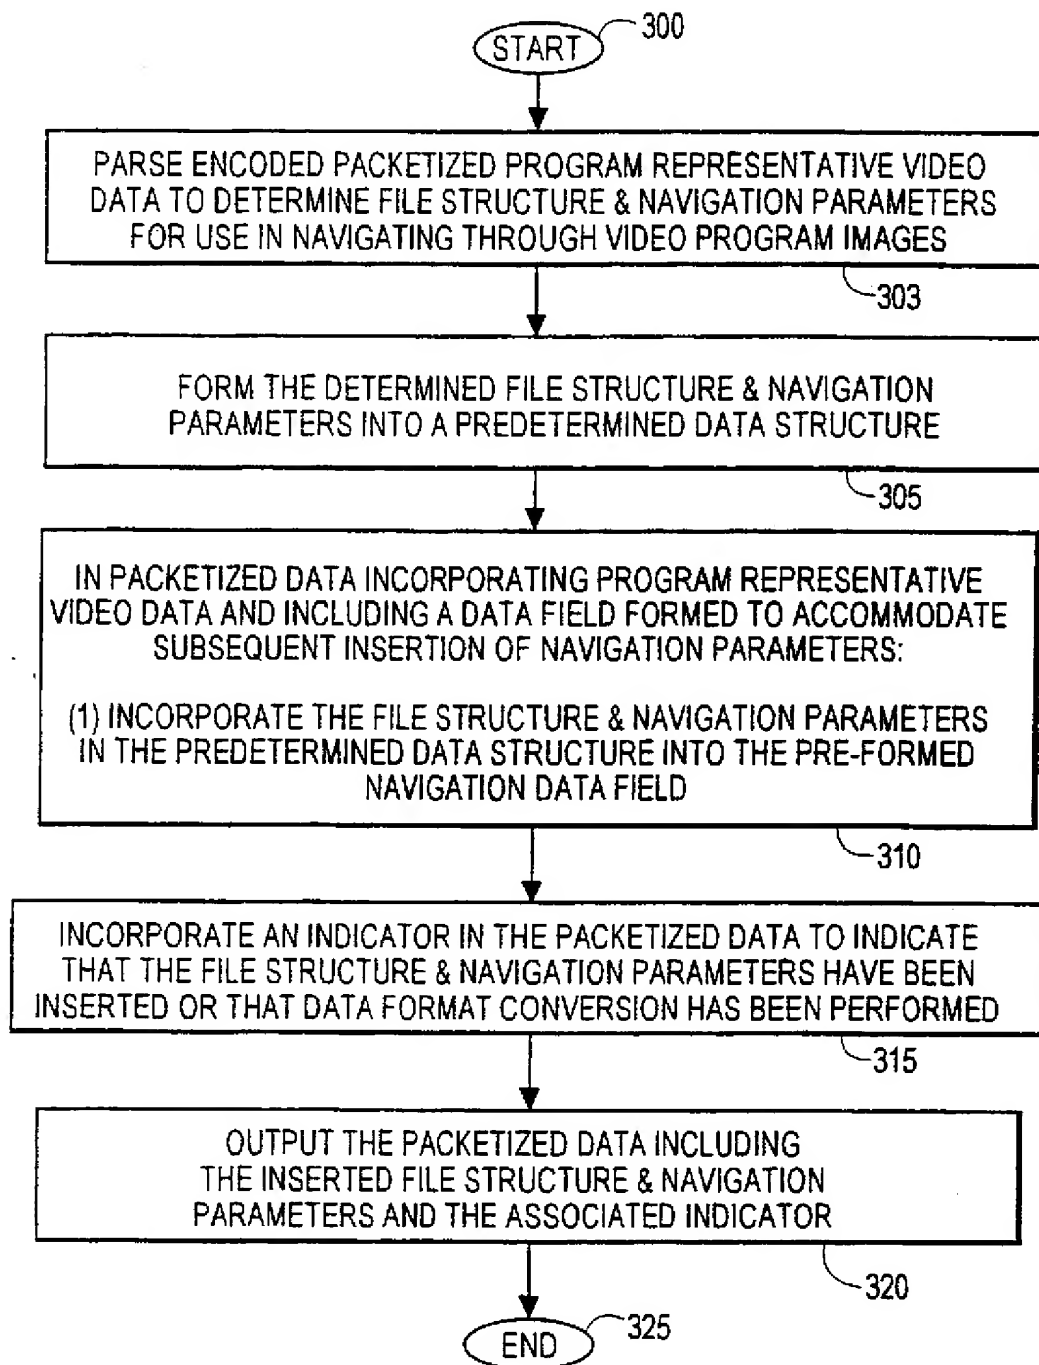 START
300
PARSE ENCODED PACKETIZED PROGRAM REPRESENTATIVE VIDEO
DATA TO DETERMINE FILE STRUCTURE & NAVIGATION PARAMETERS
FOR USE IN NAVIGATING THROUGH VIDEO PROGRAM IMAGES
303
FORM THE DETERMINED FILE STRUCTURE & NAVIGATION
PARAMETERS INTO A PREDETERMINED DATA STRUCTURE
305
IN PACKETIZED DATA INCORPORATING PROGRAM REPRESENTATIVE
VIDEO DATA AND INCLUDING A DATA FIELD FORMED TO ACCOMMODATE
SUBSEQUENT INSERTION OF NAVIGATION PARAMETERS:
(1) INCORPORATE THE FILE STRUCTURE & NAVIGATION PARAMETERS
IN THE PREDETERMINED DATA STRUCTURE INTO THE PRE-FORMED
NAVIGATION DATA FIELD
310
INCORPORATE AN INDICATOR IN THE PACKETIZED DATA TO INDICATE
THAT THE FILE STRUCTURE & NAVIGATION PARAMETERS HAVE BEEN
INSERTED OR THAT DATA FORMAT CONVERSION HAS BEEN PERFORMED
315
OUTPUT THE PACKETIZED DATA INCLUDING
THE INSERTED FILE STRUCTURE & NAVIGATION
PARAMETERS AND THE ASSOCIATED INDICATOR
320
END
325